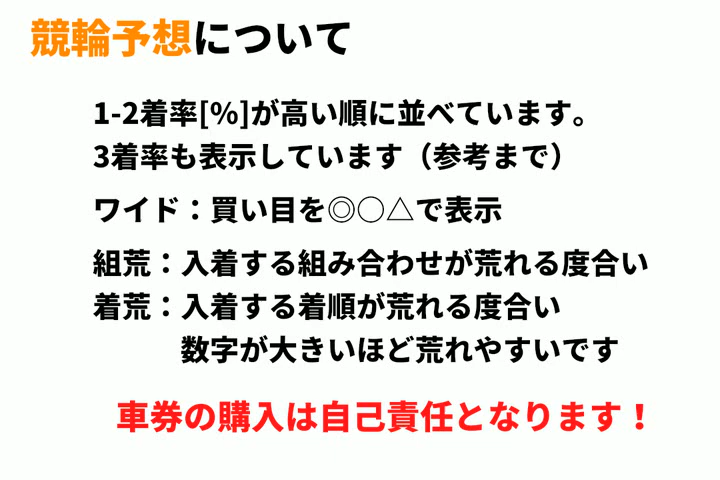 競輪予想について
1-2着率[%]が高い順に並べています。
3着率も表示しています（参考まで）
ワイド：買い目を◎○△で表示
組荒：入着する組み合わせが荒れる度合い
着荒：入着する着順が荒れる度合い
数字が大きいほど荒れやすいです
車券の購入は自己責任となります！